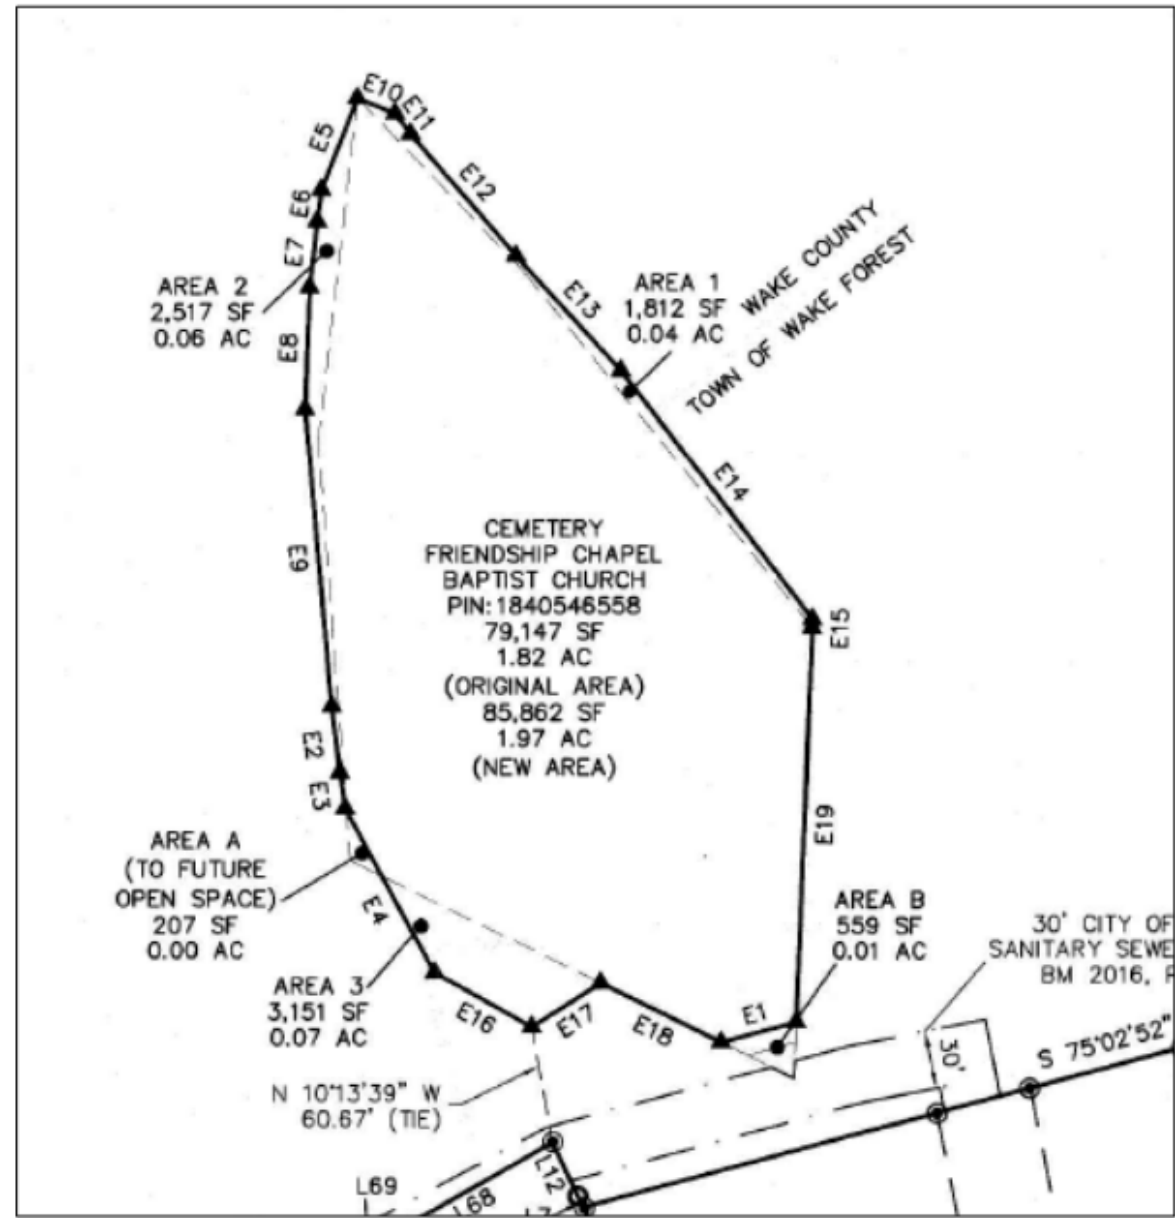 E10
E11
E5
E12
E6
E7
E13
AREA 2
2,517 SF
0.06 AC
AREA 1
1,812 SF
0.04 AC
WAKE COUNTY
TOWN OF WAKE FOREST
E8
E14
CEMETERY
FRIENDSHIP CHAPEL
BAPTIST CHURCH
PIN:1840546558
79,147 SF
1.82 AC
(ORIGINAL AREA)
85,862 SF
1.97 AC
(NEW AREA)
E9
E15
E2
E3
E19
AREA A
(TO FUTURE
OPEN SPACE)
207 SF
0.00 AC
E4
AREA B
559 SF
0.01 AC
30' CITY OF
SANITARY SEWE
BM 2016, P
AREA 3
3,151 SF
0.07 AC
E16
E17
E18
E1
30'
S 75°02'52"
N 10°13'39" W
60.67' (TIE)
L12
L69
L68